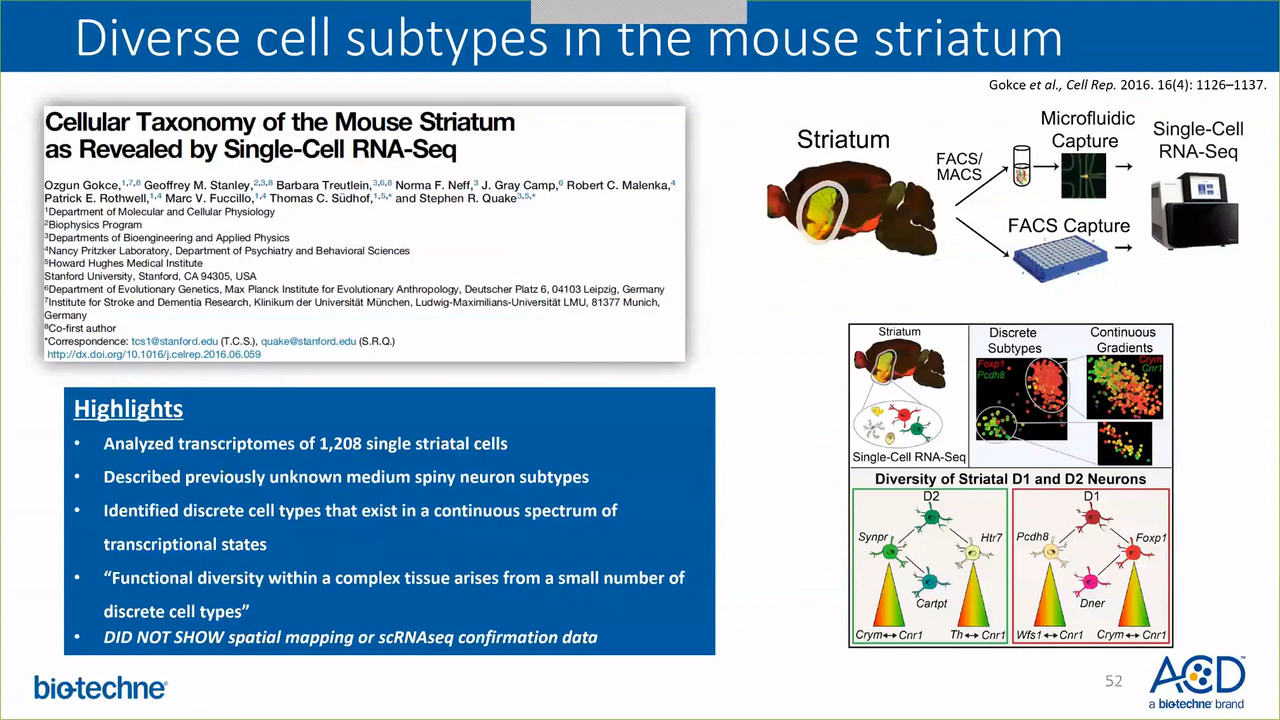 Diverse cell subtypes in the mouse striatum
Gokce et al., Cell Rep. 2016. 16(4): 1126–1137.
Cellular Taxonomy of the Mouse Striatum
as Revealed by Single-Cell RNA-Seq
Ozgun Gokce,1,7,8 Geoffrey M. Stanley,2,3,8 Barbara Treutlein,3,6,8 Norma F. Neff,3 J. Gray Camp,6 Robert C. Malenka,4
Patrick E. Rothwell,1,4 Marc V. Fuccillo,1,4 Thomas C. Südhof,1,5,* and Stephen R. Quake3,5,*
1Department of Molecular and Cellular Physiology
2Biophysics Program
3Departments of Bioengineering and Applied Physics
4Nancy Pritzker Laboratory, Department of Psychiatry and Behavioral Sciences
5Howard Hughes Medical Institute
Stanford University, Stanford, CA 94305, USA
6Department of Evolutionary Genetics, Max Planck Institute for Evolutionary Anthropology, Deutscher Platz 6, 04103 Leipzig, Germany
7Institute for Stroke and Dementia Research, Klinikum der Universität München, Ludwig-Maximilians-Universität LMU, 81377 Munich,
Germany
8Co-first author
*Correspondence: tcs1@stanford.edu (T.C.S.), quake@stanford.edu (S.R.Q.)
http://dx.doi.org/10.1016/j.celrep.2016.06.059
Striatum
FACS/
MACS
Microfluidic
Capture
Single-Cell
RNA-Seq
FACS Capture
Highlights
• Analyzed transcriptomes of 1,208 single striatal cells
• Described previously unknown medium spiny neuron subtypes
• Identified discrete cell types that exist in a continuous spectrum of
transcriptional states
• “Functional diversity within a complex tissue arises from a small number of
discrete cell types”
• DID NOT SHOW spatial mapping or scRNAseq confirmation data
Striatum
Single-Cell RNA-Seq
Discrete
Subtypes
Foxp1
Pcdh8
Continuous
Gradients
Crym
Cnr1
Diversity of Striatal D1 and D2 Neurons
D2
Synpr
Htr7
Cartpt
Crym↔Cnr1
Th↔Cnr1
D1
Pcdh8
Foxp1
Dner
Wfs1↔Cnr1
Crym↔Cnr1
bio-techne®
52
ACD™
a bio-techne brand